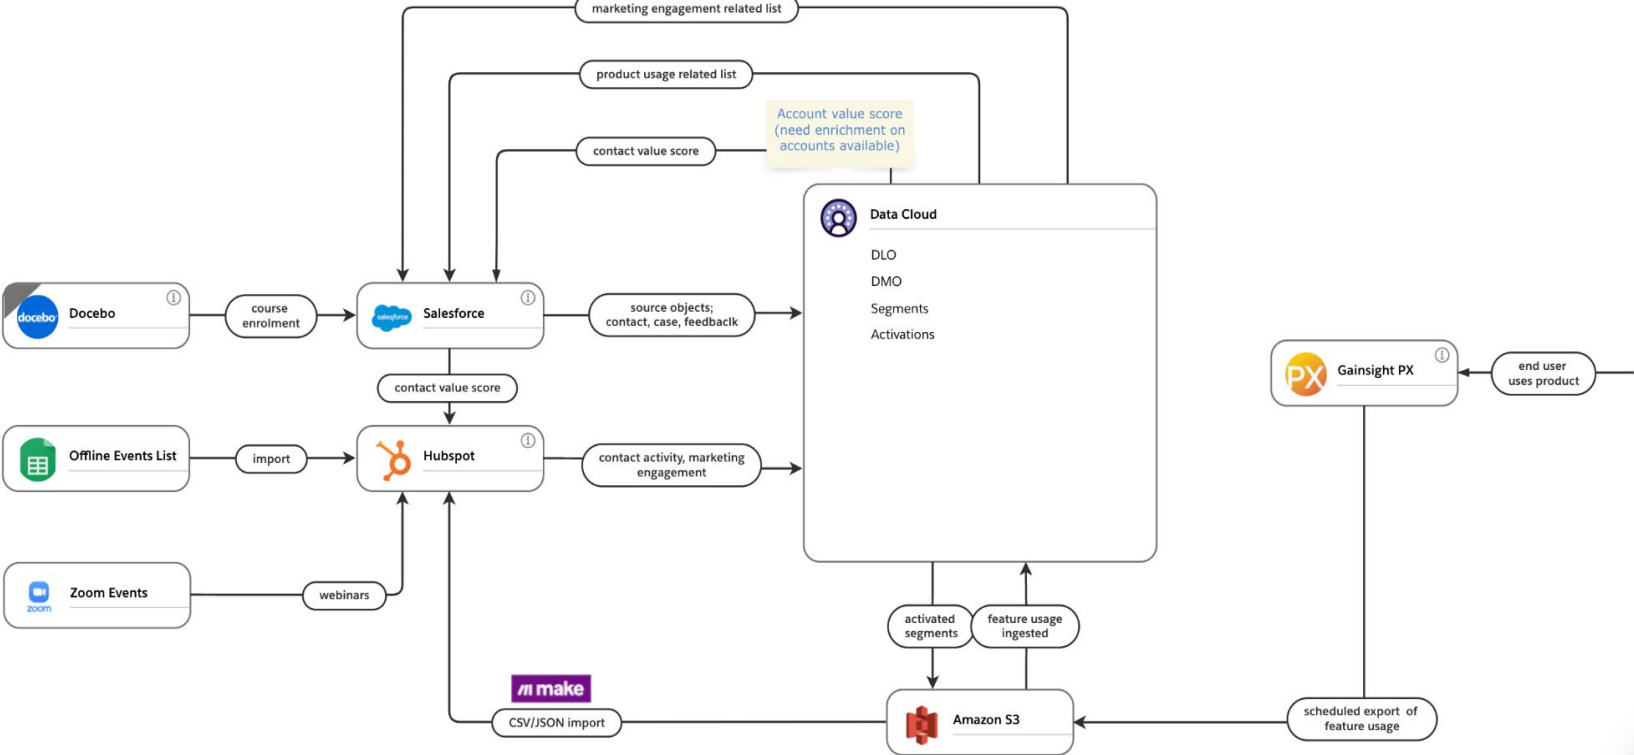 marketing engagement related list
product usage related list
Account value score
(need enrichment on
accounts available)
contact value score
Data Cloud
DLO
DMO
Segments
Activations
docebo
Docebo
course
enrolment
salesforce
Salesforce
source objects;
contact, case, feedbaclk
PX
Gainsight PX
end user
uses product
contact value score
Offline Events List
import
Hubspot
contact activity, marketing
engagement
zoom
Zoom Events
webinars
activated
segments
feature usage
ingested
make
CSV/JSON import
Amazon S3
scheduled export of
feature usage